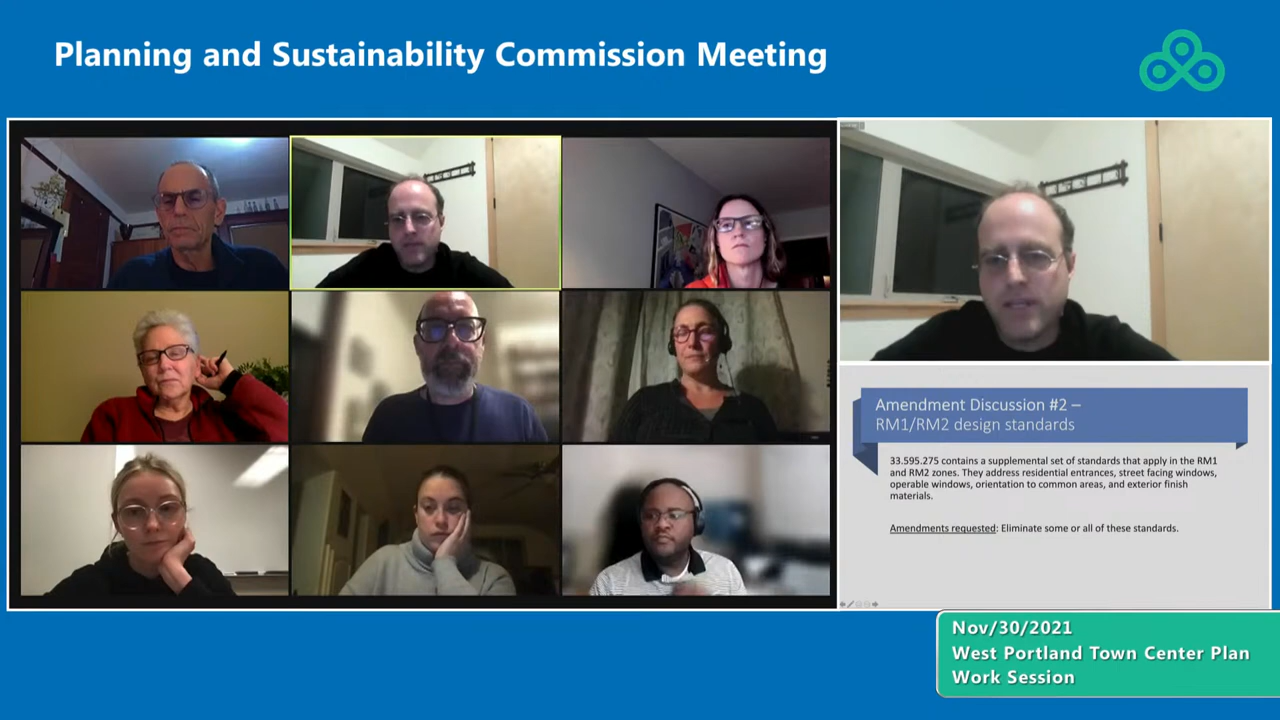 Planning and Sustainability Commission Meeting
Amendment Discussion #2 –
RM1/RM2 design standards
33.595.275 contains a supplemental set of standards that apply in the RM1
and RM2 zones. They address residential entrances, street facing windows,
operable windows, orientation to common areas, and exterior finish
materials.
Amendments requested: Eliminate some or all of these standards.
Nov/30/2021
West Portland Town Center Plan
Work Session